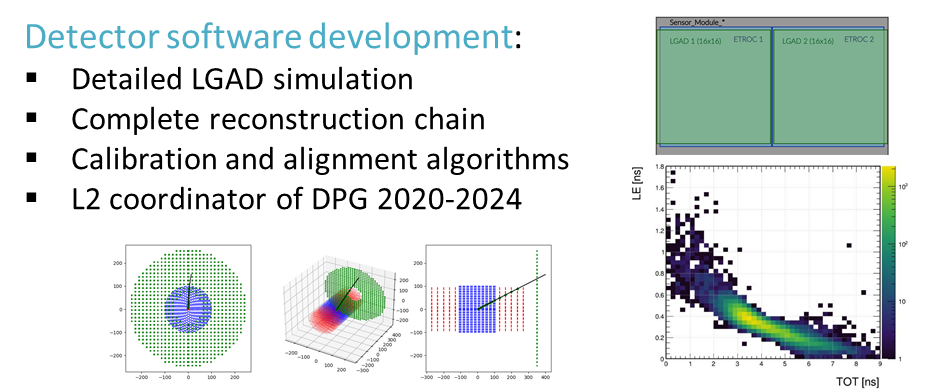 Detector software development:
▪ Detailed LGAD simulation
▪ Complete reconstruction chain
▪ Calibration and alignment algorithms
▪ L2 coordinator of DPG 2020-2024
Sensor_Module_*
LGAD 1 (16x16) ETROC 1 LGAD 2 (16x16) ETROC 2
LE [ns]
1.8
1.6
1.4
1.2
1
0.8
0.6
0.4
0.2
0
0 1 2 3 4 5 6 7 8 9
TOT [ns]
10²
10
1
200
100
0
−100
−200
−200 0 200
400
300
200
100
0
−100
−200
−200 −100 0 100 200
200
100
0
−100
−200
−300 −200 −100 0 100 200 300 400